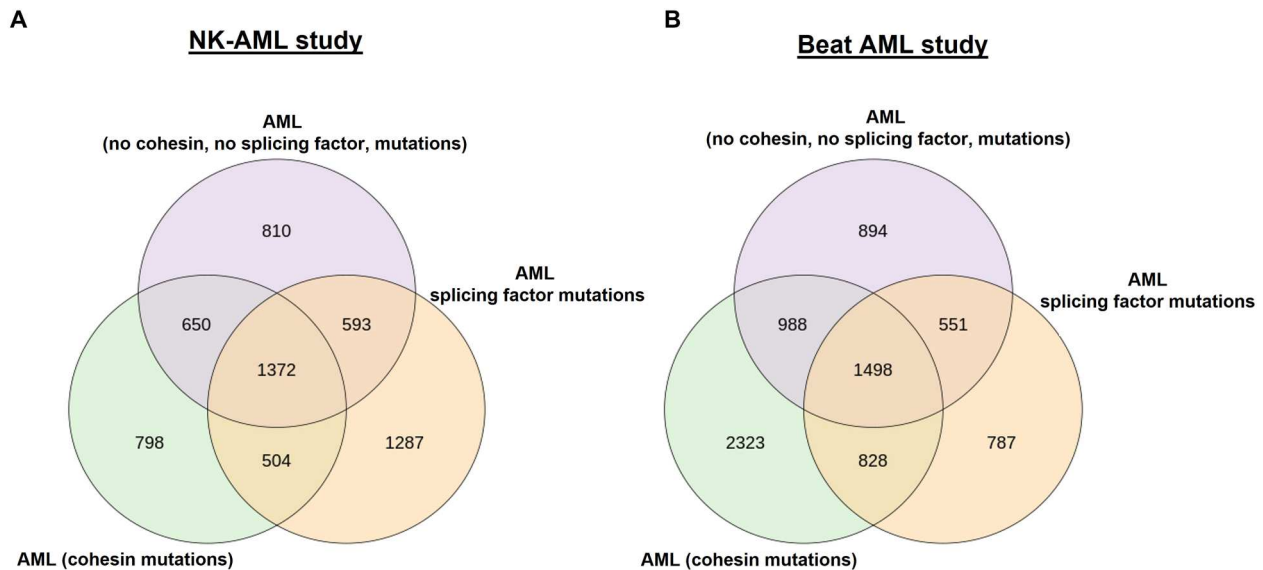 A
NK-AML study
AML
(no cohesin, no splicing factor, mutations)
810
AML
splicing factor mutations
650
593
1372
798
504
1287
AML (cohesin mutations)
B
Beat AML study
AML
(no cohesin, no splicing factor, mutations)
894
AML
splicing factor mutations
988
551
1498
2323
828
787
AML (cohesin mutations)